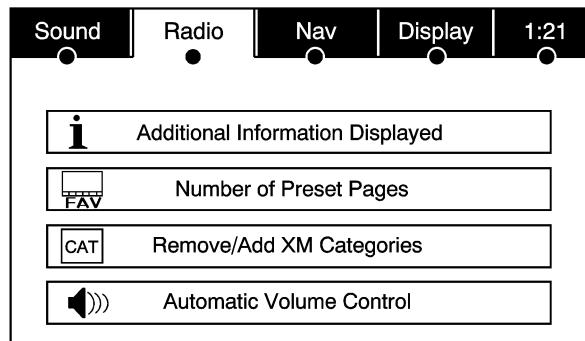 Sound Radio Nav Display 1:21
i Additional Information Displayed
FAV Number of Preset Pages
CAT Remove/Add XM Categories
Automatic Volume Control